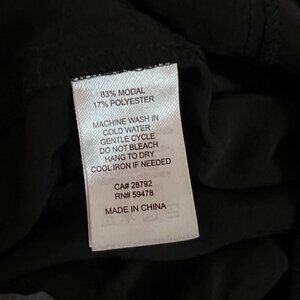 83% MODAL
17% POLYESTER
MACHINE WASH IN
COLD WATER
GENTLE CYCLE
DO NOT BLEACH
HANG TO DRY
COOL IRON IF NEEDED
CA# 28792
RN# 59478
MADE IN CHINA